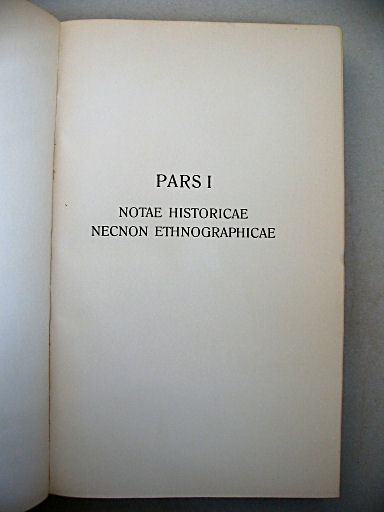 PARS I
NOTAE HISTORICAE
NECNON ETHNOGRAPHICAE